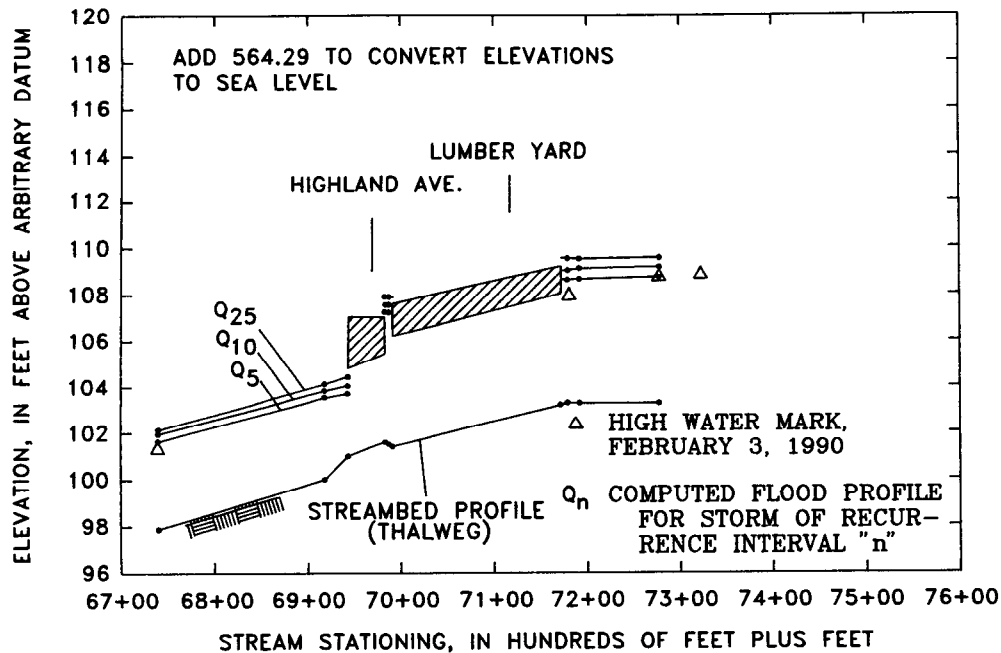 120
118
116
114
112
110
108
106
104
102
100
98
96
ELEVATION, IN FEET ABOVE ARBITRARY DATUM
ADD 564.29 TO CONVERT ELEVATIONS
TO SEA LEVEL
LUMBER YARD
HIGHLAND AVE.
Q25
Q10
Q5
STREAMBED PROFILE
(THALWEG)
△ HIGH WATER MARK,
FEBRUARY 3, 1990
Qn COMPUTED FLOOD PROFILE
FOR STORM OF RECUR-
RENCE INTERVAL "n"
67+00 68+00 69+00 70+00 71+00 72+00 73+00 74+00 75+00 76+00
STREAM STATIONING, IN HUNDREDS OF FEET PLUS FEET